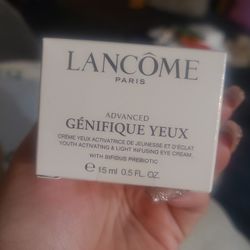 LANCÔME
PARIS
ADVANCED
GÉNIFIQUE YEUX
CRÈME YEUX ACTIVATRICE DE JEUNESSE ET D'ÉCLAT
YOUTH ACTIVATING & LIGHT INFUSING EYE CREAM
WITH BIFIDUS PREBIOTIC
℮ 15 ml 0.5 FL. OZ.